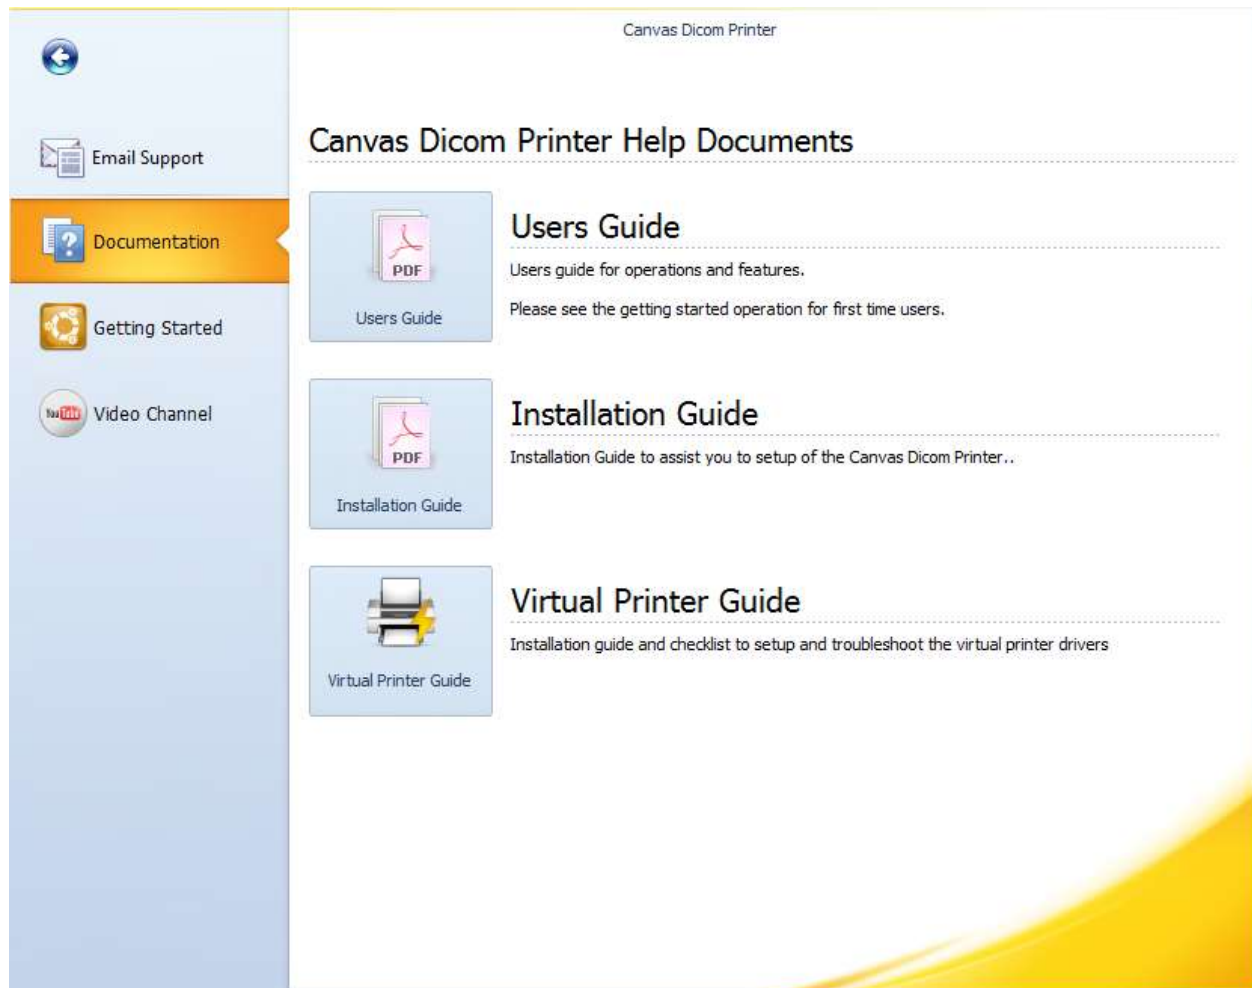 Canvas Dicom Printer
Email Support
Documentation
Getting Started
You Tube
Video Channel
Canvas Dicom Printer Help Documents
PDF
Users Guide
Users Guide
Users guide for operations and features.
Please see the getting started operation for first time users.
PDF
Installation Guide
Installation Guide
Installation Guide to assist you to setup of the Canvas Dicom Printer..
Virtual Printer Guide
Virtual Printer Guide
Installation guide and checklist to setup and troubleshoot the virtual printer drivers